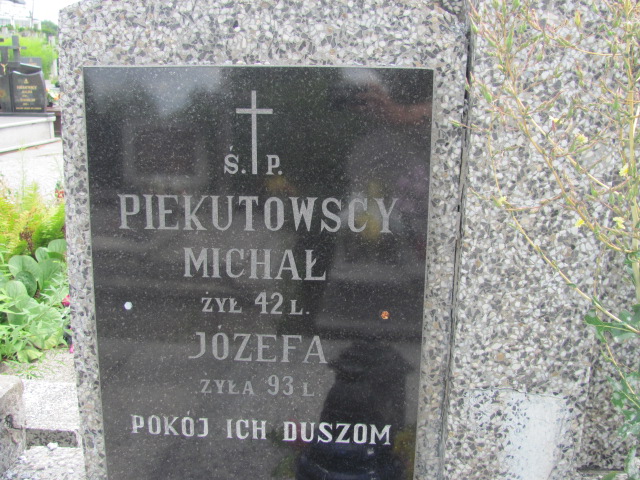 Ś. P.
PIEKUTOWSCY
MICHAŁ
ŻYŁ 42 L.
JÓZEFA
ŻYŁA 93 L.
POKÓJ ICH DUSZOM